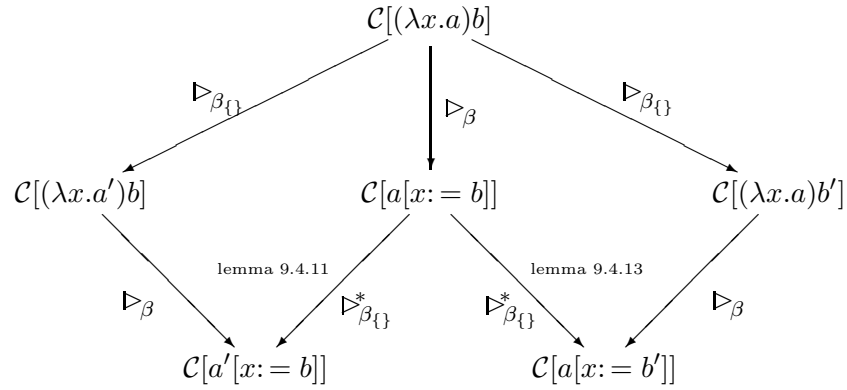 𝒞[(λx.a)b]
▷β{} ▷β ▷β{}
𝒞[(λx.a′)b] 𝒞[a[x:= b]] 𝒞[(λx.a)b′]
lemma 9.4.11 lemma 9.4.13
▷β ▷*β{} ▷*β{} ▷β
𝒞[a′[x:= b]] 𝒞[a[x:= b′]]